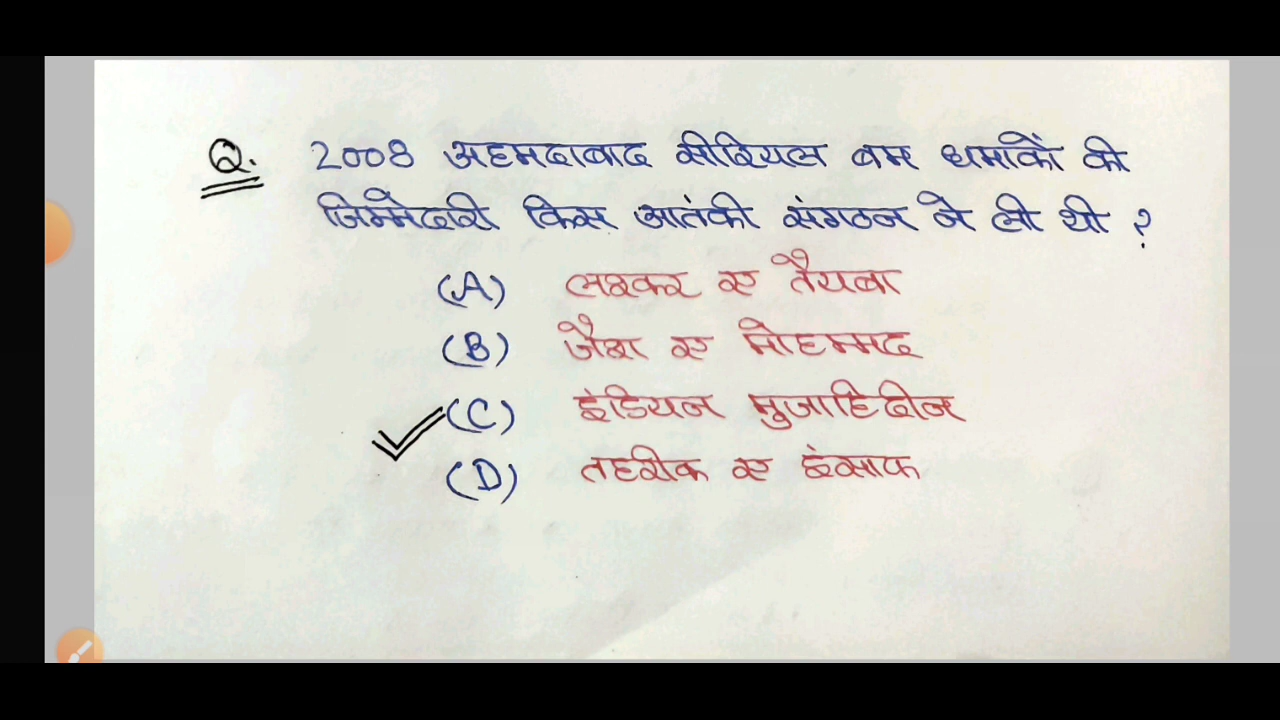 Q. 2008 अहमदाबाद सीरियल बम धमाकों की
जिम्मेदारी किस आतंकी संगठन ने ली थी ?
(A) लश्कर ए तैयबा
(B) जैश ए मोहम्मद
(C) इंडियन मुजाहिदीन
(D) तहरीक ए इंसाफ